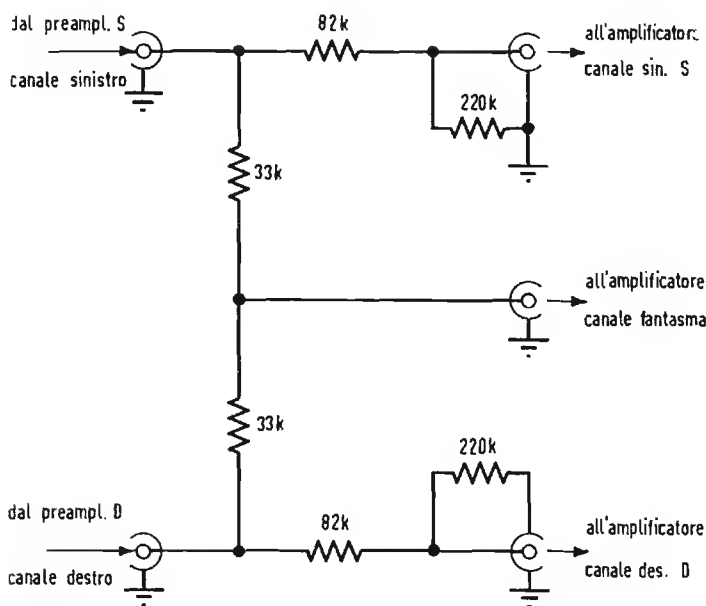 dal preampl. S
canale sinistro
82k
all'amplificator
canale sin. S
220k
33k
all'amplificatore
canale fantasma
33k
220k
dal preampl. D
canale destro
82k
all'amplificatore
canale des. D